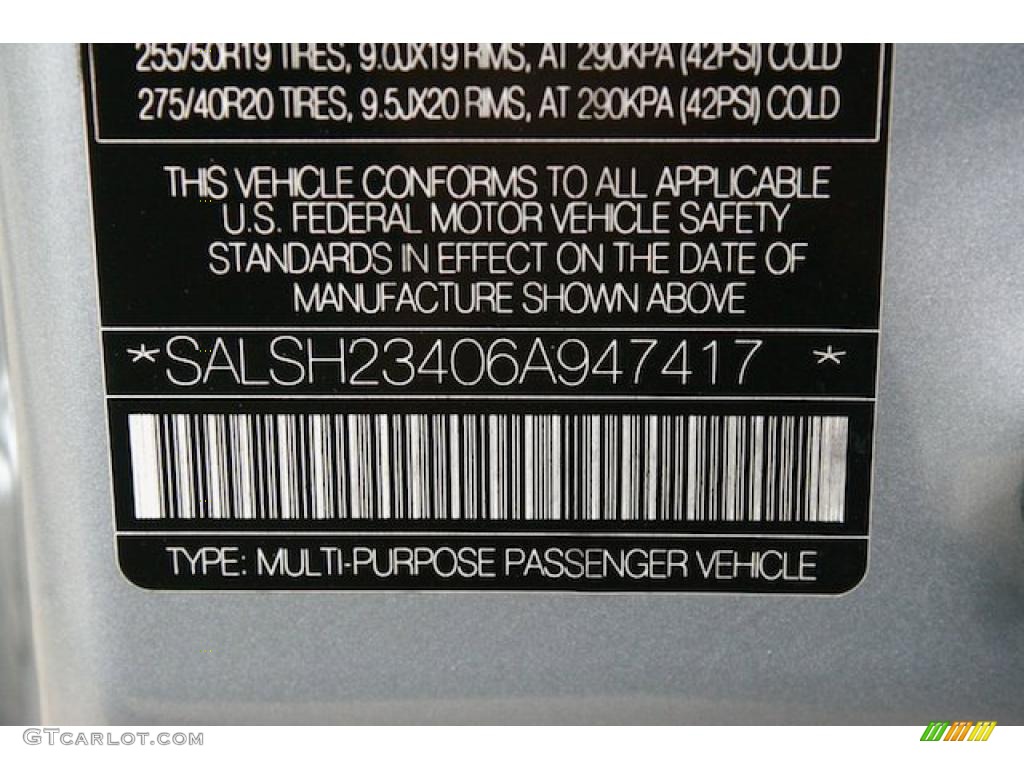 255/50R19 TIRES, 9.0JX19 RIMS, AT 290KPA (42PSI) COLD
275/40R20 TIRES, 9.5JX20 RIMS, AT 290KPA (42PSI) COLD
THIS VEHICLE CONFORMS TO ALL APPLICABLE
U.S. FEDERAL MOTOR VEHICLE SAFETY
STANDARDS IN EFFECT ON THE DATE OF
MANUFACTURE SHOWN ABOVE
*SALSH23406A947417 *
TYPE: MULTI-PURPOSE PASSENGER VEHICLE
GTCARLOT.COM